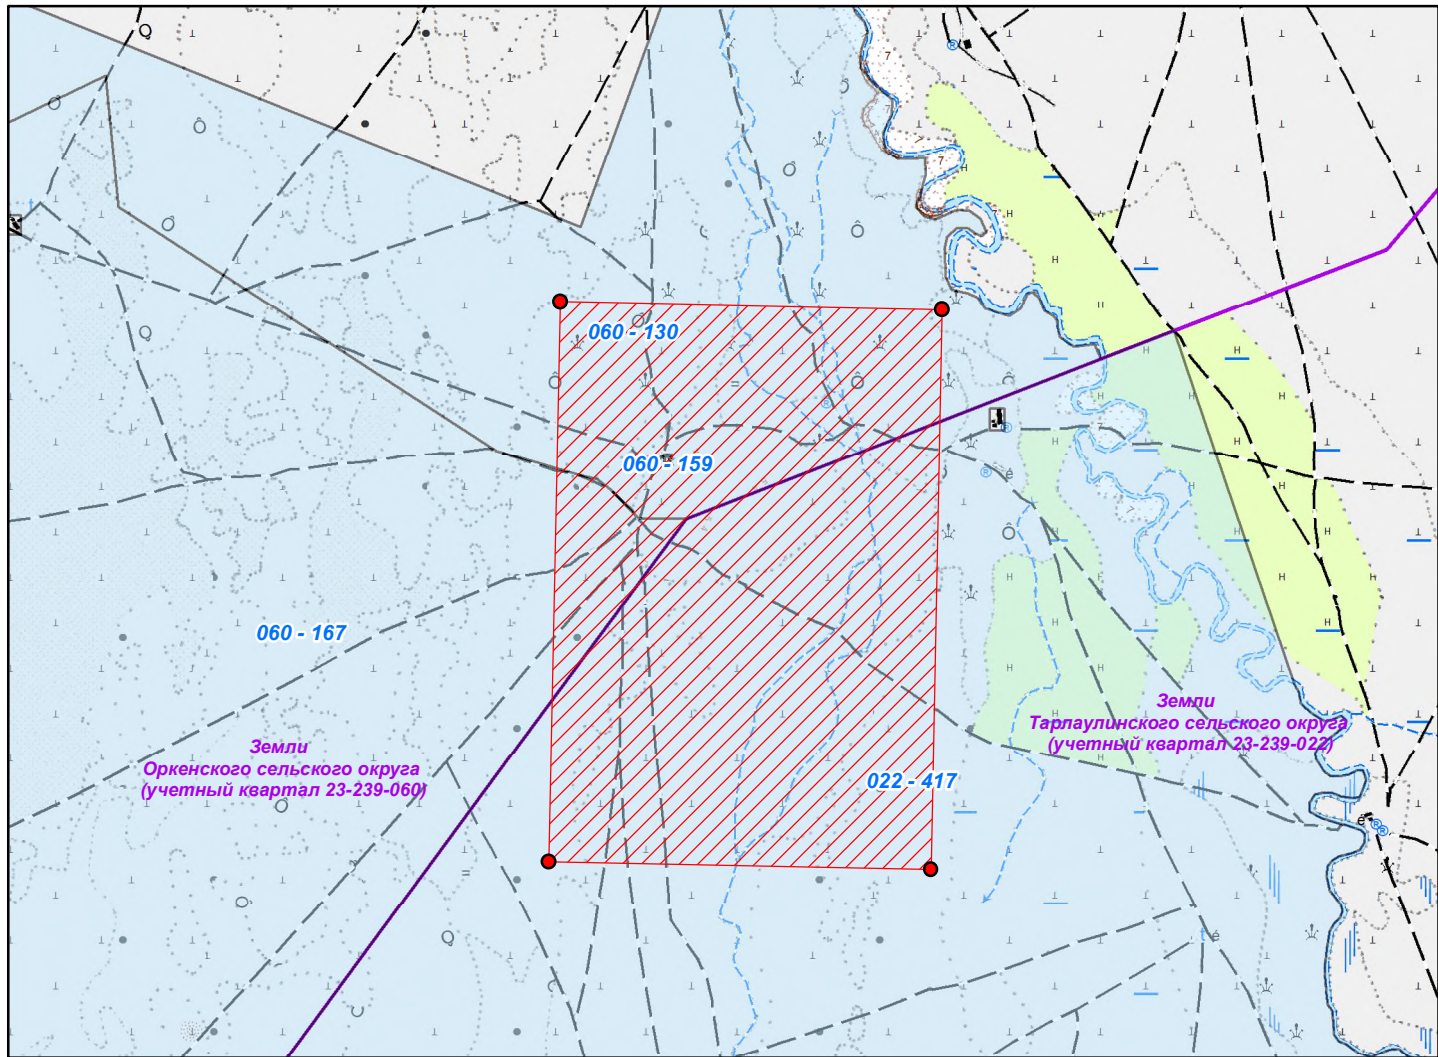 060 - 130
060 - 159
060 - 167
Земли
Тарлаулинского сельского округа
(учетный квартал 23-239-022)
Земли
Оркенского сельского округа
(учетный квартал 23-239-060)
022 - 417